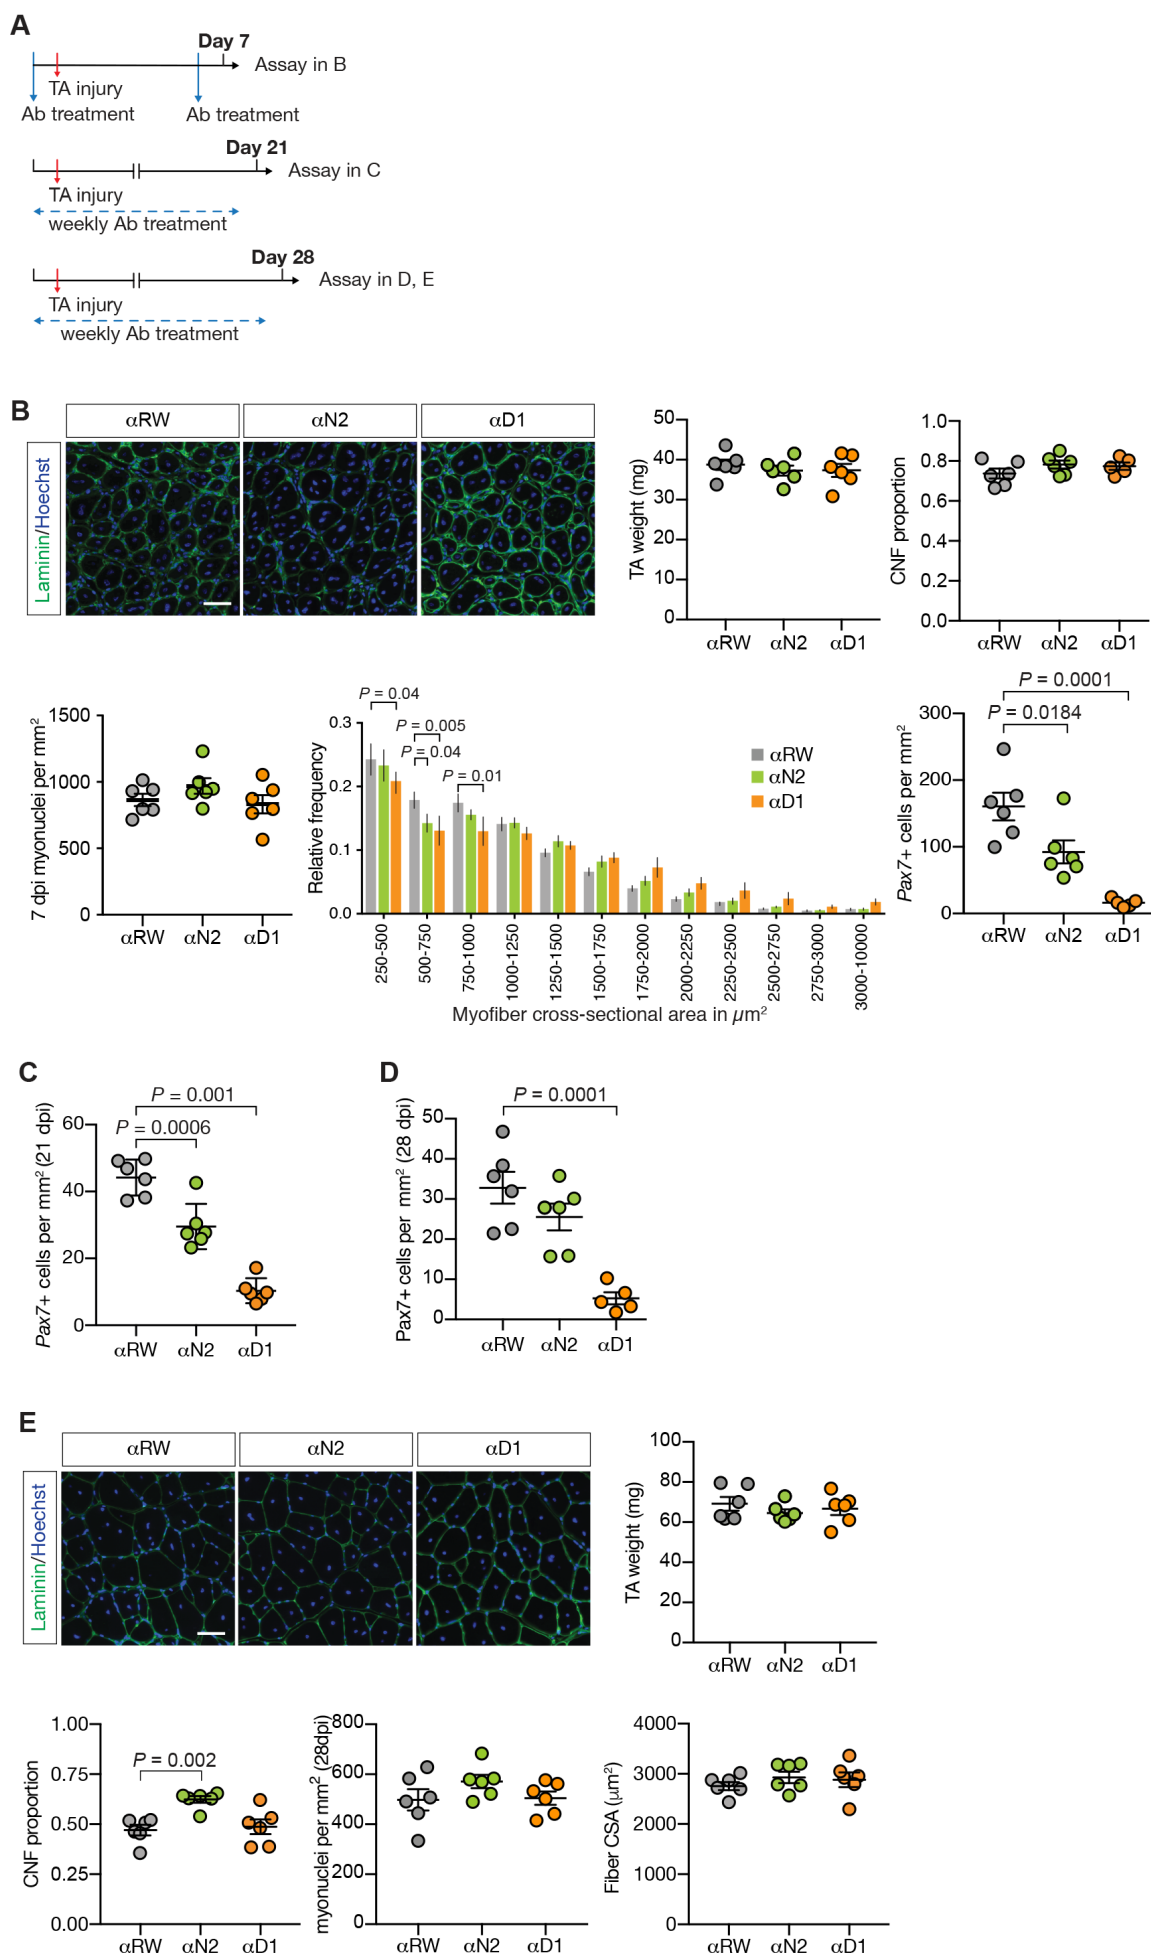 A
Day 7
Assay in B
TA injury
Ab treatment
Ab treatment
Day 21
Assay in C
TA injury
weekly Ab treatment
Day 28
Assay in D, E
TA injury
weekly Ab treatment
B
αRW
αN2
αD1
Laminin/Hoechst
TA weight (mg)
50
40
30
20
10
0
αRW
αN2
αD1
CNF proportion
1.0
0.8
0.6
0.4
0.2
0.0
αRW
αN2
αD1
7 dpi myonuclei per mm²
1500
1000
500
0
αRW
αN2
αD1
Relative frequency
0.3
0.2
0.1
0.0
P = 0.04
P = 0.005
P = 0.04
P = 0.01
αRW
αN2
αD1
250-500
500-750
750-1000
1000-1250
1250-1500
1500-1750
1750-2000
2000-2250
2250-2500
2500-2750
2750-3000
3000-10000
Myofiber cross-sectional area in µm²
Pax7+ cells per mm²
P = 0.0001
P = 0.0184
300
200
100
0
αRW
αN2
αD1
C
Pax7+ cells per mm² (21 dpi)
P = 0.001
P = 0.0006
60
40
20
0
αRW
αN2
αD1
D
Pax7+ cells per mm² (28 dpi)
P = 0.0001
50
40
30
20
10
0
αRW
αN2
αD1
E
αRW
αN2
αD1
Laminin/Hoechst
TA weight (mg)
100
80
60
40
20
0
αRW
αN2
αD1
CNF proportion
P = 0.002
1.00
0.75
0.50
0.25
0.00
αRW
αN2
αD1
myonuclei per mm² (28dpi)
800
600
400
200
0
αRW
αN2
αD1
Fiber CSA (µm²)
4000
3000
2000
1000
0
αRW
αN2
αD1